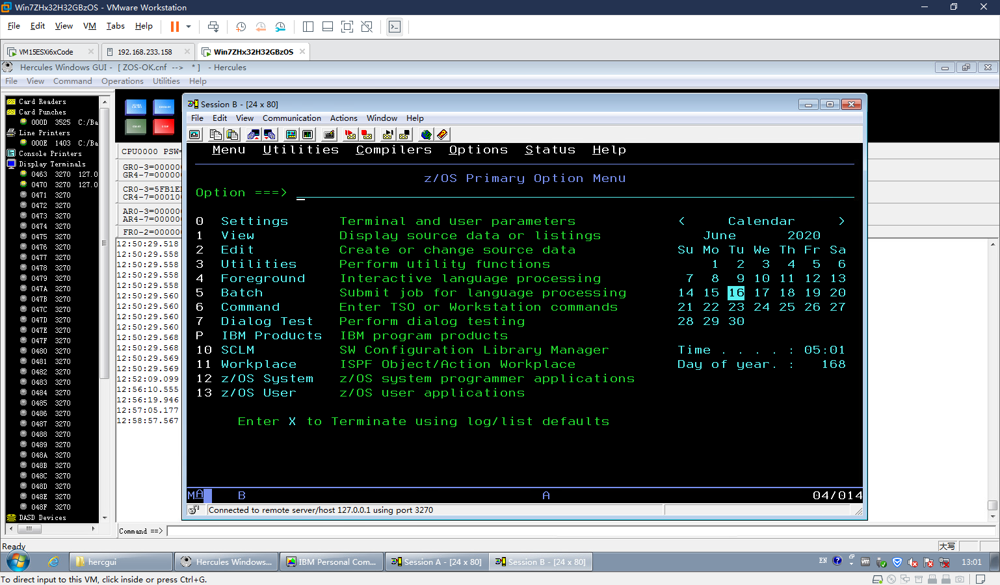 Win7ZHx32H32GBzOS - VMware Workstation
File Edit View VM Tabs Help
VM15ESXi6xCode
192.168.233.158
Win7ZHx32H32GBzOS
Hercules Windows GUI - [ ZOS-OK.cnf --> * ] - Hercules
File View Command Operations Utilities Help
Card Readers
Card Punches
000D 3525 C:/Ba
Line Printers
000E 1403 C:/Ba
Console Printers
Display Terminals
0463 3270 127.0
0470 3270 127.0
0471 3270
0472 3270
0473 3270
0474 3270
0475 3270
0476 3270
0477 3270
0478 3270
0479 3270
047A 3270
047B 3270
047C 3270
047D 3270
047E 3270
047F 3270
0480 3270
0481 3270
0482 3270
0483 3270
0484 3270
0485 3270
0486 3270
0487 3270
0488 3270
0489 3270
048A 3270
048B 3270
048C 3270
048D 3270
048E 3270
048F 3270
DASD Devices
CPU0000 PSW=
GR0-3=000000
GR4-7=000000
CR0-3=5FB1E
CR4-7=000100
AR0-3=000000
AR4-7=000000
FR0-2=000000
12:50:29.518
12:50:29.558
12:50:29.558
12:50:29.558
12:50:29.558
12:50:29.560
12:50:29.560
12:50:29.560
12:50:29.560
12:50:29.568
12:50:29.568
12:50:29.569
12:50:29.569
12:52:09.099
12:56:10.555
12:56:19.946
12:57:05.177
12:58:57.567
Session B - [24 x 80]
File Edit View Communication Actions Window Help
Menu Utilities Compilers Options Status Help
z/OS Primary Option Menu
Option ===>
0 Settings Terminal and user parameters < Calendar >
1 View Display source data or listings June 2020
2 Edit Create or change source data Su Mo Tu We Th Fr Sa
3 Utilities Perform utility functions 1 2 3 4 5 6
4 Foreground Interactive language processing 7 8 9 10 11 12 13
5 Batch Submit job for language processing 14 15 16 17 18 19 20
6 Command Enter TSO or Workstation commands 21 22 23 24 25 26 27
7 Dialog Test Perform dialog testing 28 29 30
P IBM Products IBM program products
10 SCLM SW Configuration Library Manager Time . . . . : 05:01
11 Workplace ISPF Object/Action Workplace Day of year. : 168
12 z/OS System z/OS system programmer applications
13 z/OS User z/OS user applications
Enter X to Terminate using log/list defaults
MA B A 04/014
Connected to remote server/host 127.0.0.1 using port 3270
Command ==>
Ready
大写
hercgui
Hercules Windows...
IBM Personal Com...
Session A - [24 x 80]
Session B - [24 x 80]
EN
13:01
To direct input to this VM, click inside or press Ctrl+G.